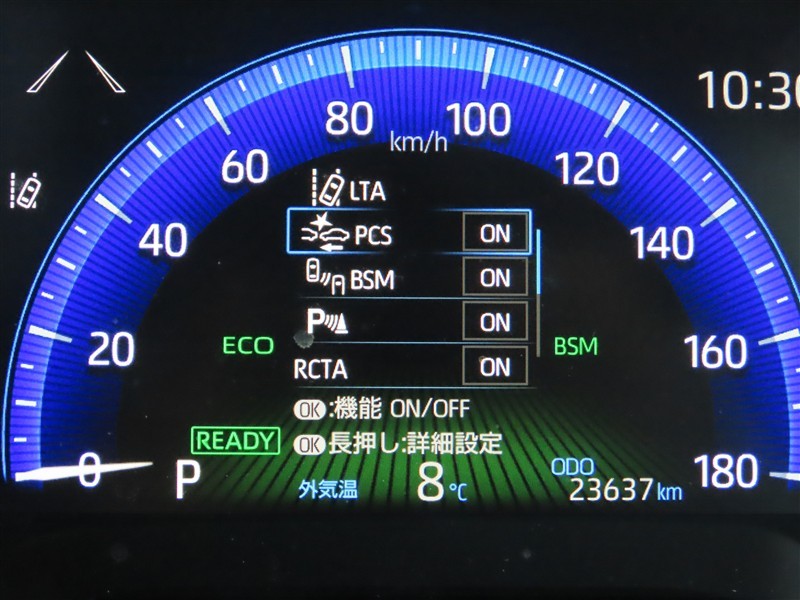 10:30
80
100
km/h
60
120
LTA
40
PCS ON
140
BSM ON
P ON
20
ECO
BSM
160
RCTA ON
OK:機能 ON/OFF
READY
OK長押し:詳細設定
0
P
外気温
8℃
ODO
23637km
180